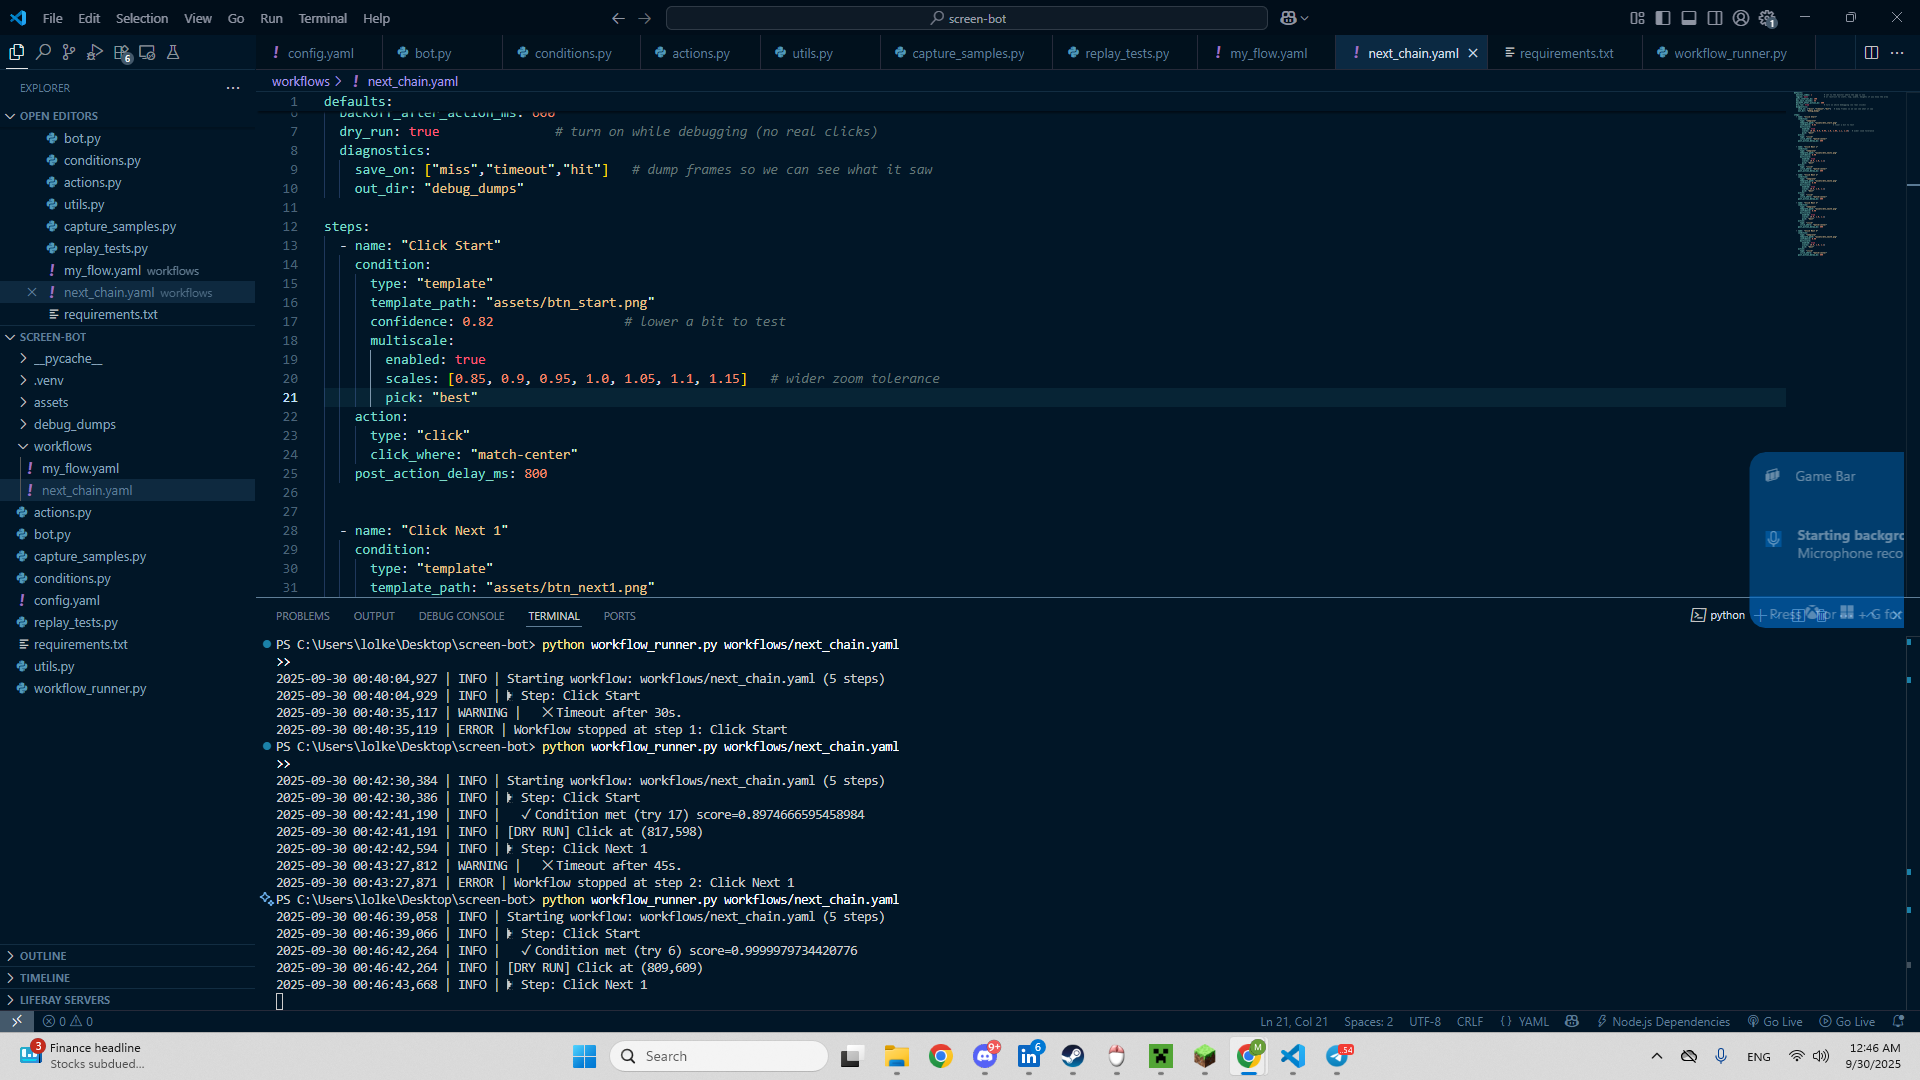 File Edit Selection View Go Run Terminal Help
screen-bot
config.yaml bot.py conditions.py actions.py utils.py capture_samples.py replay_tests.py my_flow.yaml next_chain.yaml requirements.txt workflow_runner.py
EXPLORER
workflows > next_chain.yaml
OPEN EDITORS
bot.py
conditions.py
actions.py
utils.py
capture_samples.py
replay_tests.py
my_flow.yaml workflows
next_chain.yaml workflows
requirements.txt
SCREEN-BOT
__pycache__
.venv
assets
debug_dumps
workflows
my_flow.yaml
next_chain.yaml
actions.py
bot.py
capture_samples.py
conditions.py
config.yaml
replay_tests.py
requirements.txt
utils.py
workflow_runner.py
OUTLINE
TIMELINE
LIFERAY SERVERS
1 defaults:
6 backoff_after_action_ms: 600
7 dry_run: true # turn on while debugging (no real clicks)
8 diagnostics:
9 save_on: ["miss","timeout","hit"] # dump frames so we can see what it saw
10 out_dir: "debug_dumps"
11
12 steps:
13 - name: "Click Start"
14 condition:
15 type: "template"
16 template_path: "assets/btn_start.png"
17 confidence: 0.82 # lower a bit to test
18 multiscale:
19 enabled: true
20 scales: [0.85, 0.9, 0.95, 1.0, 1.05, 1.1, 1.15] # wider zoom tolerance
21 pick: "best"
22 action:
23 type: "click"
24 click_where: "match-center"
25 post_action_delay_ms: 800
26
27
28 - name: "Click Next 1"
29 condition:
30 type: "template"
31 template_path: "assets/btn_next1.png"
Game Bar
Starting backgro
Microphone reco
Press or + G fo
PROBLEMS OUTPUT DEBUG CONSOLE TERMINAL PORTS
python
PS C:\Users\lolke\Desktop\screen-bot> python workflow_runner.py workflows/next_chain.yaml
>>
2025-09-30 00:40:04,927 | INFO | Starting workflow: workflows/next_chain.yaml (5 steps)
2025-09-30 00:40:04,929 | INFO | Step: Click Start
2025-09-30 00:40:35,117 | WARNING | ✕ Timeout after 30s.
2025-09-30 00:40:35,119 | ERROR | Workflow stopped at step 1: Click Start
PS C:\Users\lolke\Desktop\screen-bot> python workflow_runner.py workflows/next_chain.yaml
>>
2025-09-30 00:42:30,384 | INFO | Starting workflow: workflows/next_chain.yaml (5 steps)
2025-09-30 00:42:30,386 | INFO | Step: Click Start
2025-09-30 00:42:41,190 | INFO | ✓ Condition met (try 17) score=0.8974666595458984
2025-09-30 00:42:41,191 | INFO | [DRY RUN] Click at (817,598)
2025-09-30 00:42:42,594 | INFO | Step: Click Next 1
2025-09-30 00:43:27,812 | WARNING | ✕ Timeout after 45s.
2025-09-30 00:43:27,871 | ERROR | Workflow stopped at step 2: Click Next 1
PS C:\Users\lolke\Desktop\screen-bot> python workflow_runner.py workflows/next_chain.yaml
2025-09-30 00:46:39,058 | INFO | Starting workflow: workflows/next_chain.yaml (5 steps)
2025-09-30 00:46:39,066 | INFO | Step: Click Start
2025-09-30 00:46:42,264 | INFO | ✓ Condition met (try 6) score=0.9999979734420776
2025-09-30 00:46:42,264 | INFO | [DRY RUN] Click at (809,609)
2025-09-30 00:46:43,668 | INFO | Step: Click Next 1
0 0 Ln 21, Col 21 Spaces: 2 UTF-8 CRLF {} YAML Node.js Dependencies Go Live Go Live
Finance headline
Stocks subdued...
Search
ENG
12:46 AM
9/30/2025